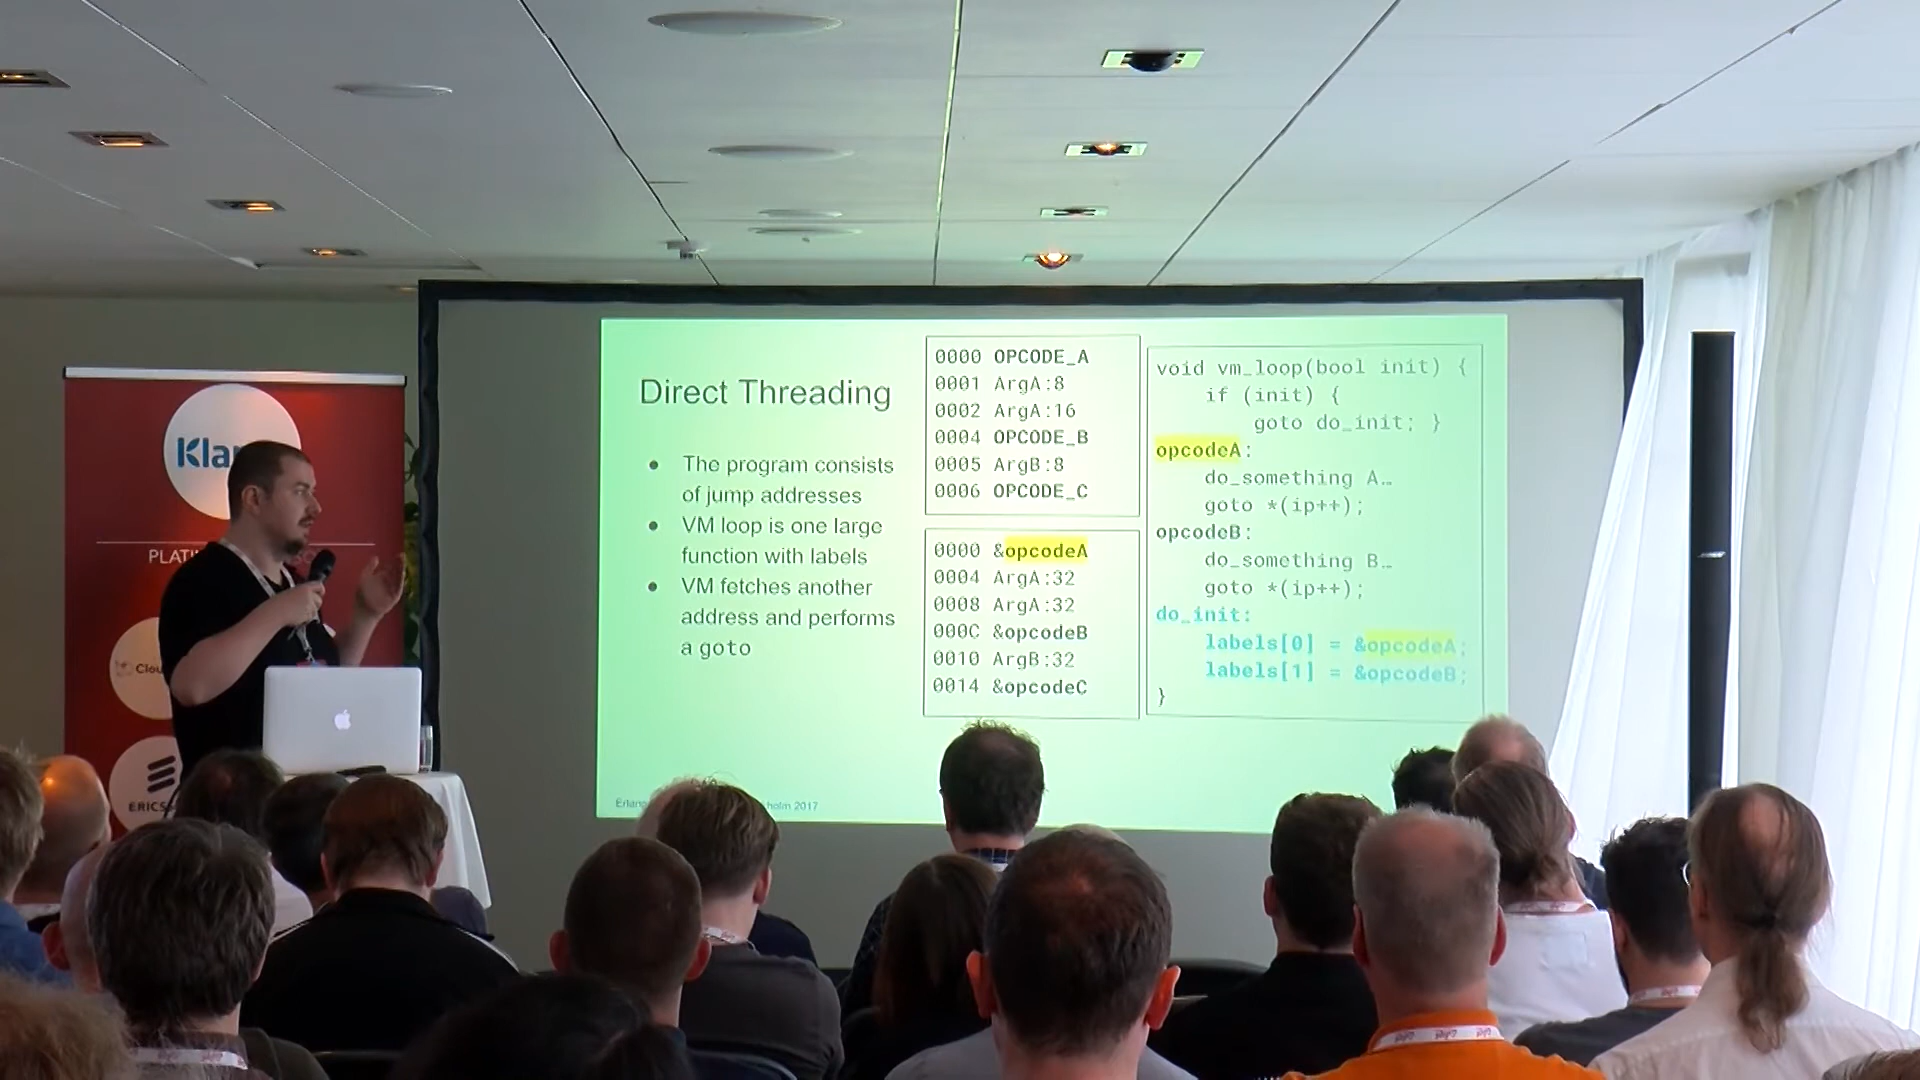 Direct Threading
● The program consists
of jump addresses
● VM loop is one large
function with labels
● VM fetches another
address and performs
a goto
0000 OPCODE_A
0001 ArgA:8
0002 ArgA:16
0004 OPCODE_B
0005 ArgB:8
0006 OPCODE_C
0000 &opcodeA
0004 ArgA:32
0008 ArgA:32
000C &opcodeB
0010 ArgB:32
0014 &opcodeC
void vm_loop(bool init) {
if (init) {
goto do_init; }
opcodeA:
do_something A…
goto *(ip++);
opcodeB:
do_something B…
goto *(ip++);
do_init:
labels[0] = &opcodeA;
labels[1] = &opcodeB;
}
2017